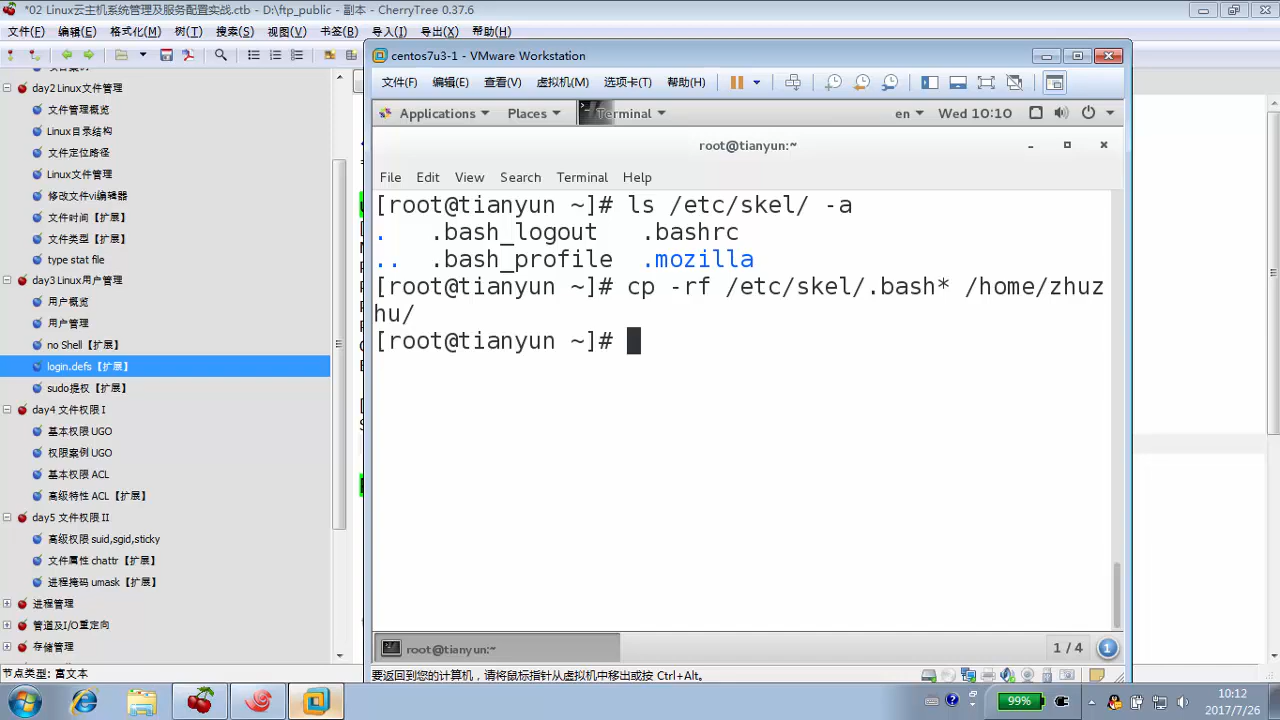 *02 Linux云主机系统管理及服务配置实战.ctb - D:\ftp_public - 副本 - CherryTree 0.37.6
文件(F) 编辑(E) 格式化(M) 树(T) 搜索(S) 视图(V) 书签(B) 导入(I) 导出(X) 帮助(H)
day2 Linux文件管理
文件管理概览
Linux目录结构
文件定位路径
Linux文件管理
修改文件vi编辑器
文件时间【扩展】
文件类型【扩展】
type stat file
day3 Linux用户管理
用户概览
用户管理
no Shell【扩展】
login.defs【扩展】
sudo提权【扩展】
day4 文件权限 I
基本权限 UGO
权限案例 UGO
基本权限 ACL
高级特性 ACL【扩展】
day5 文件权限 II
高级权限 suid,sgid,sticky
文件属性 chattr【扩展】
进程掩码 umask【扩展】
进程管理
管道及I/O重定向
存储管理
节点类型: 富文本
centos7u3-1 - VMware Workstation
文件(F) 编辑(E) 查看(V) 虚拟机(M) 选项卡(T) 帮助(H)
Applications Places Terminal en Wed 10:10
root@tianyun:~
File Edit View Search Terminal Help
[root@tianyun ~]# ls /etc/skel/ -a
. .bash_logout .bashrc
.. .bash_profile .mozilla
[root@tianyun ~]# cp -rf /etc/skel/.bash* /home/zhuz
hu/
[root@tianyun ~]#
root@tianyun:~ 1 / 4 1
要返回到您的计算机，请将鼠标指针从虚拟机中移出或按 Ctrl+Alt。
99%
10:12
2017/7/26